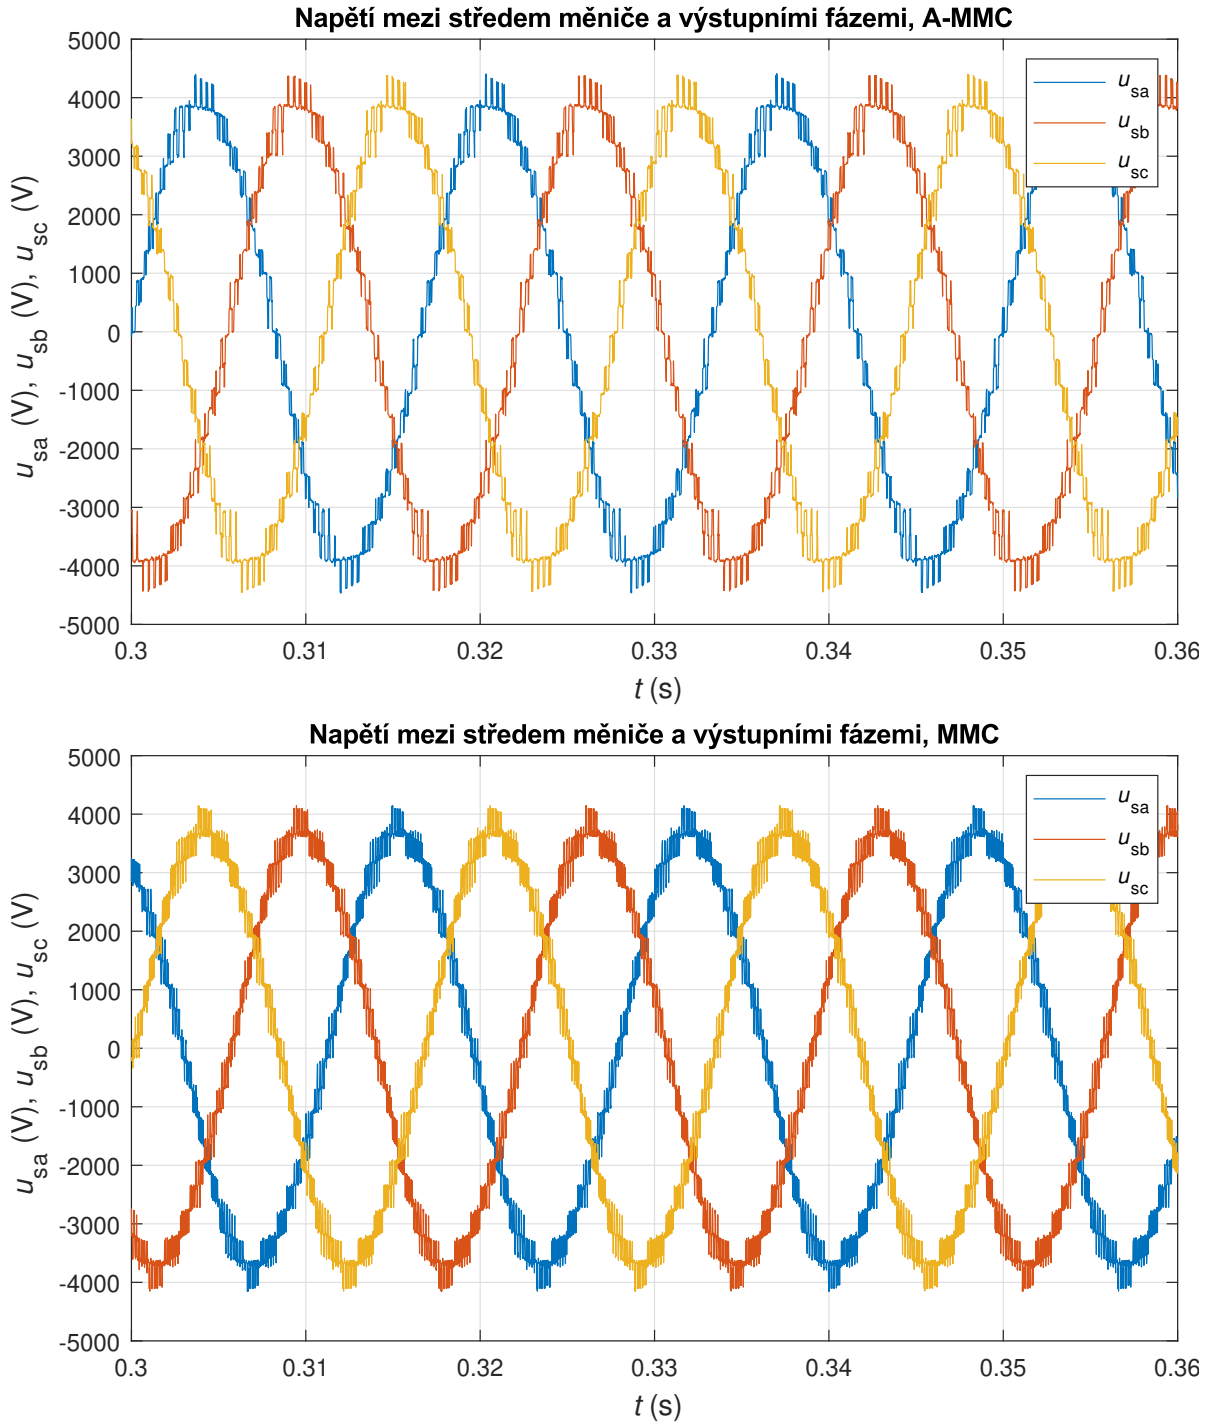 Napětí mezi středem měniče a výstupními fázemi, A-MMC
5000
4000
3000
2000
1000
0
-1000
-2000
-3000
-4000
-5000
u_sa (V), u_sb (V), u_sc (V)
u_sa
u_sb
u_sc
0.3 0.31 0.32 0.33 0.34 0.35 0.36
t (s)
Napětí mezi středem měniče a výstupními fázemi, MMC
5000
4000
3000
2000
1000
0
-1000
-2000
-3000
-4000
-5000
u_sa (V), u_sb (V), u_sc (V)
u_sa
u_sb
u_sc
0.3 0.31 0.32 0.33 0.34 0.35 0.36
t (s)